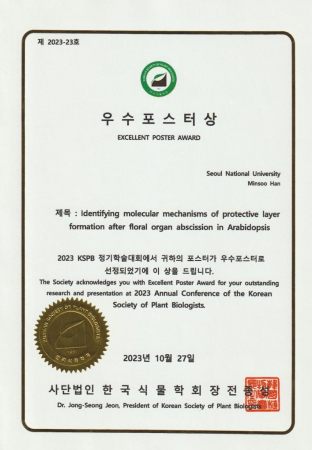 제 2023-23호
우수포스터상
EXCELLENT POSTER AWARD
Seoul National University
Minsoo Han
제목 : Identifying molecular mechanisms of protective layer
formation after floral organ abscission in Arabidopsis
2023 KSPB 정기학술대회에서 귀하의 포스터가 우수포스터로
선정되었기에 이 상을 드립니다.
The Society acknowledges you with Excellent Poster Award for your outstanding
research and presentation at 2023 Annual Conference of the Korean
Society of Plant Biologists.
2023년 10월 27일
사단법인 한국식물학회장전종성
Dr. Jong-Seong Jeon, President of Korean Society of Plant Biologists